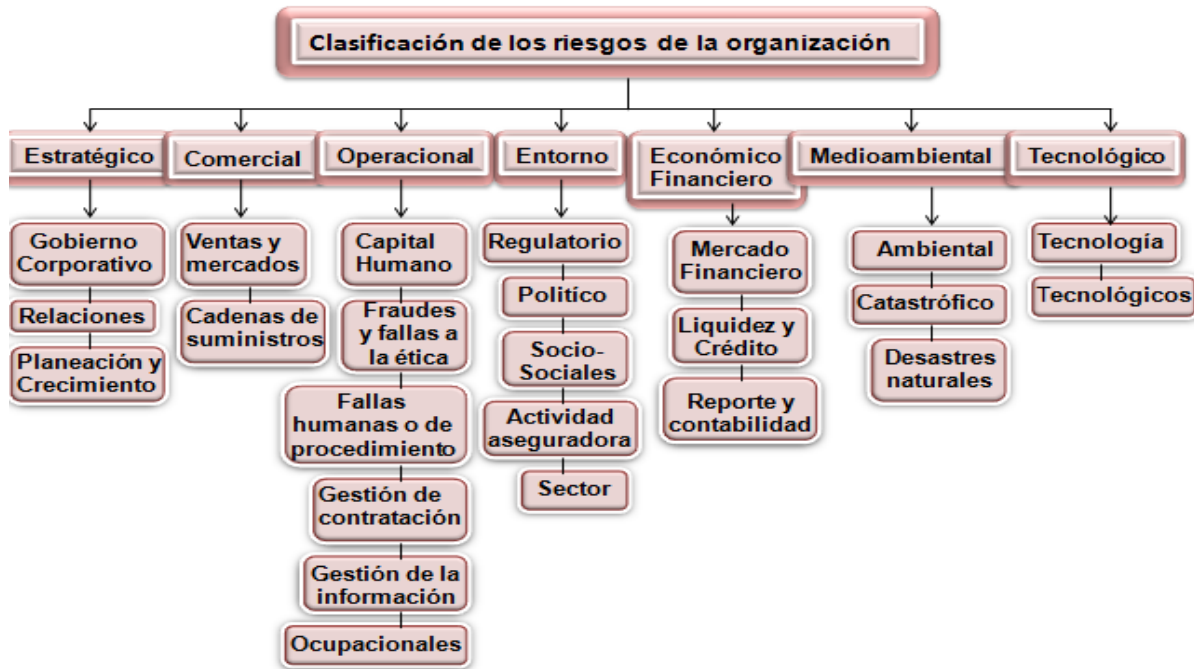 Clasificación de los riesgos de la organización
Estratégico
Comercial
Operacional
Entorno
Económico
Financiero
Medioambiental
Tecnológico
Gobierno
Corporativo
Relaciones
Planeación y
Crecimiento
Ventas y
mercados
Cadenas de
suministros
Capital
Humano
Fraudes
y fallas a
la ética
Fallas
humanas o de
procedimiento
Gestión de
contratación
Gestión de la
información
Ocupacionales
Regulatorio
Politíco
Socio-
Sociales
Actividad
aseguradora
Sector
Mercado
Financiero
Liquidez y
Crédito
Reporte y
contabilidad
Ambiental
Catastrófico
Desastres
naturales
Tecnología
Tecnológicos